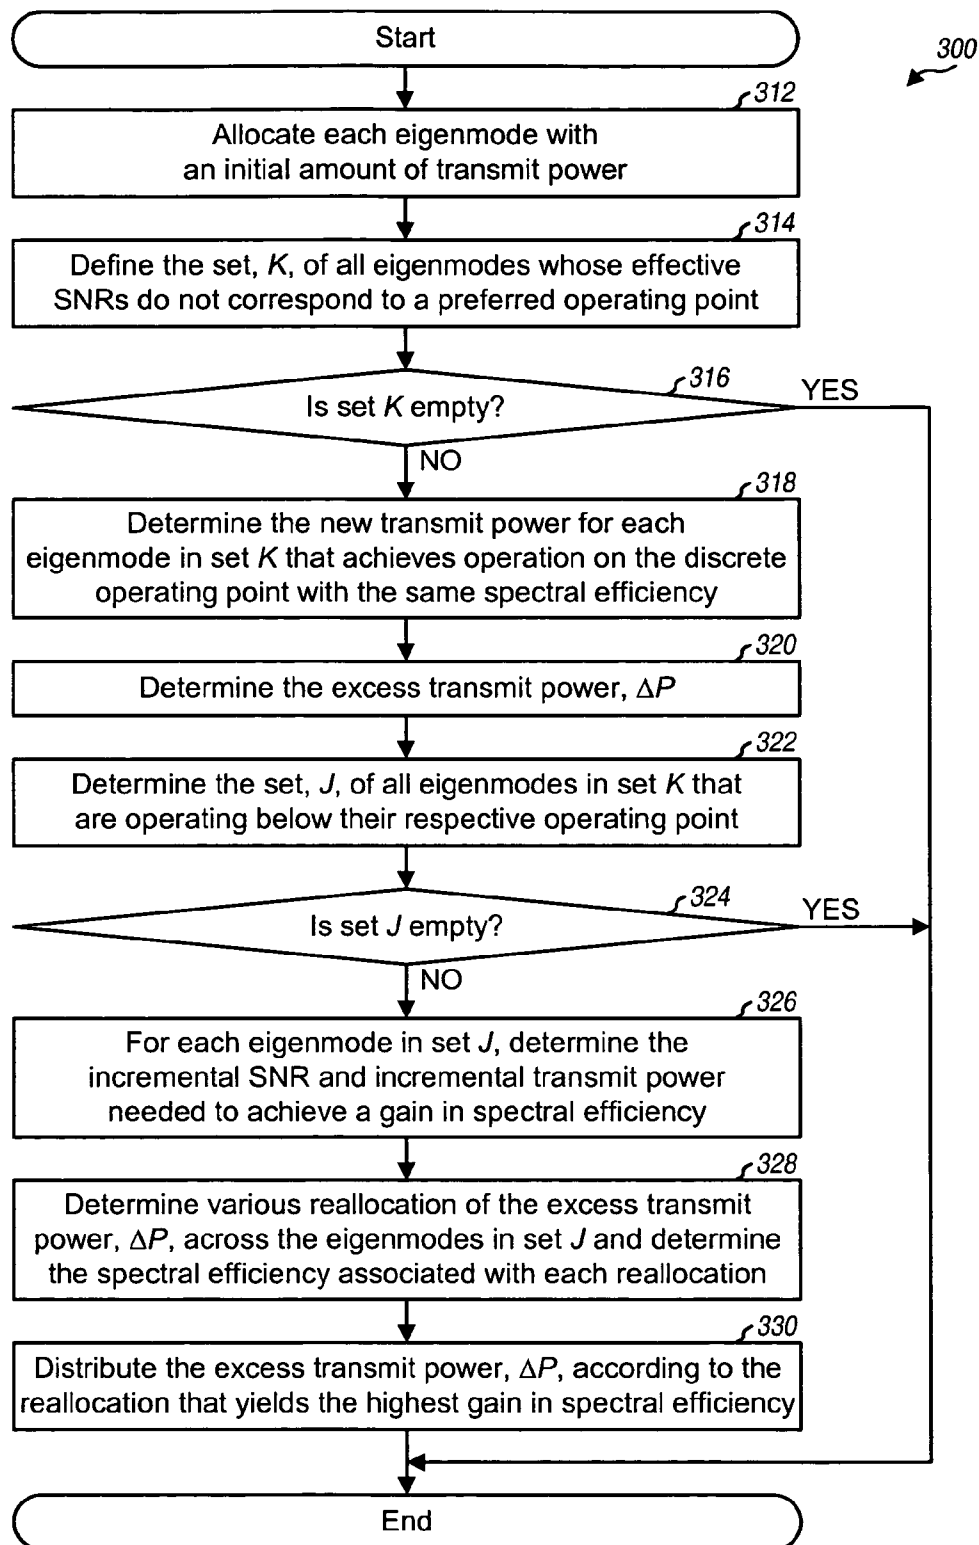 Start
300
312
Allocate each eigenmode with
an initial amount of transmit power
314
Define the set, K, of all eigenmodes whose effective
SNRs do not correspond to a preferred operating point
316
Is set K empty?
YES
NO
318
Determine the new transmit power for each
eigenmode in set K that achieves operation on the discrete
operating point with the same spectral efficiency
320
Determine the excess transmit power, ΔP
322
Determine the set, J, of all eigenmodes in set K that
are operating below their respective operating point
324
Is set J empty?
YES
NO
326
For each eigenmode in set J, determine the
incremental SNR and incremental transmit power
needed to achieve a gain in spectral efficiency
328
Determine various reallocation of the excess transmit
power, ΔP, across the eigenmodes in set J and determine
the spectral efficiency associated with each reallocation
330
Distribute the excess transmit power, ΔP, according to the
reallocation that yields the highest gain in spectral efficiency
End